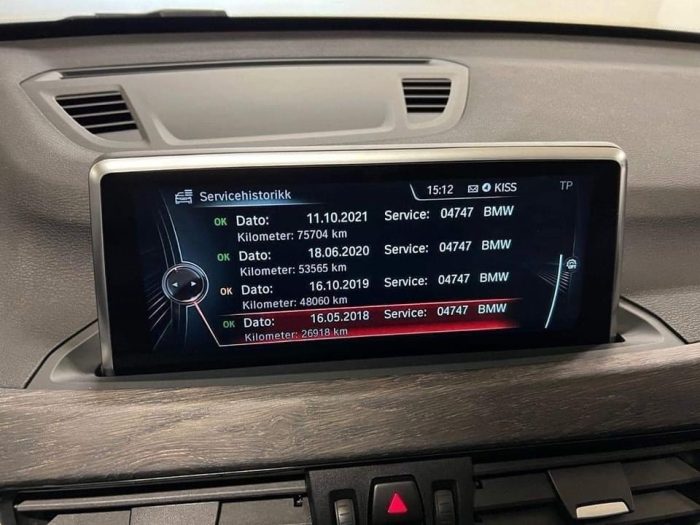 Servicehistorikk 15:12 KISS TP
OK Dato: 11.10.2021 Service: 04747 BMW
Kilometer: 75704 km
OK Dato: 18.06.2020 Service: 04747 BMW
Kilometer: 53565 km
OK Dato: 16.10.2019 Service: 04747 BMW
Kilometer: 48060 km
OK Dato: 16.05.2018 Service: 04747 BMW
Kilometer: 26918 km